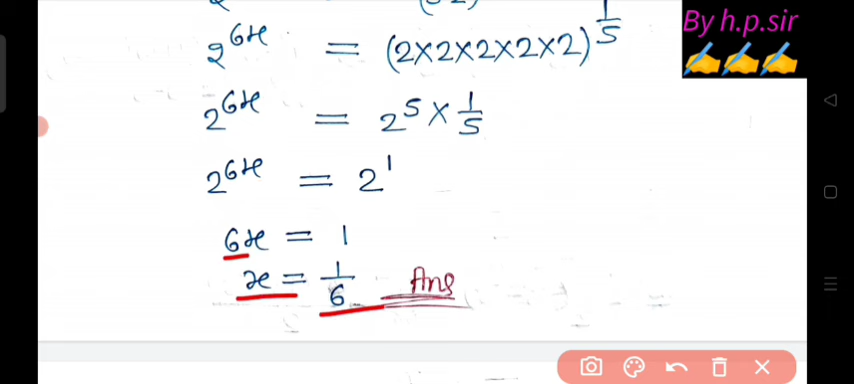 By h.p.sir
2^{6x} = (2×2×2×2×2)^{1/5}
2^{6x} = 2^{5 × 1/5}
2^{6x} = 2^1
6x = 1
x = 1/6 Ans